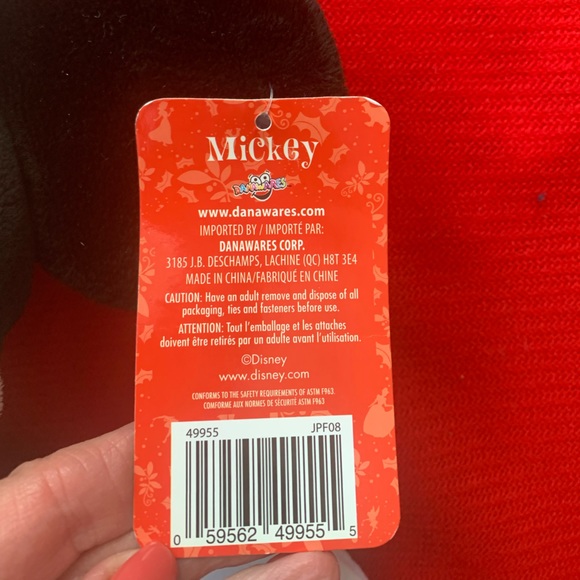 Mickey
DANAWARES
www.danawares.com
IMPORTED BY / IMPORTÉ PAR:
DANAWARES CORP.
3185 J.B. DESCHAMPS, LACHINE (QC) H8T 3E4
MADE IN CHINA/FABRIQUÉ EN CHINE
CAUTION: Have an adult remove and dispose of all
packaging, ties and fasteners before use.
ATTENTION: Tout l'emballage et les attaches
doivent être retirés par un adulte avant l'utilisation.
©Disney
www.disney.com
CONFORMS TO THE SAFETY REQUIREMENTS OF ASTM F963
CONFORME AUX NORMES DE SÉCURITÉ ASTM F963
49955 JPF08
0 59562 49955 5